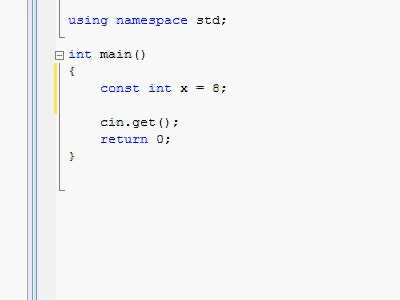 using namespace std;
int main()
{
const int x = 8;
cin.get();
return 0;
}